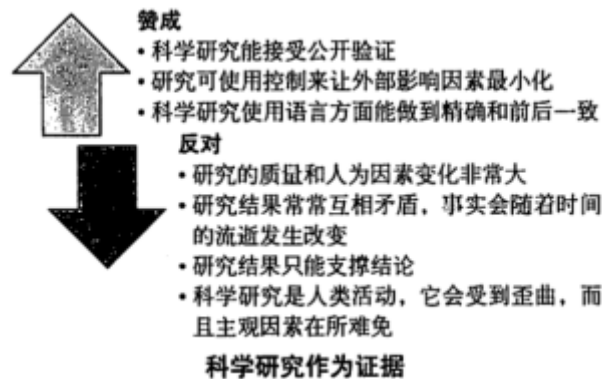 赞成
• 科学研究能接受公开验证
• 研究可使用控制来让外部影响因素最小化
• 科学研究使用语言方面能做到精确和前后一致
反对
• 研究的质量和人为因素变化非常大
• 研究结果常常互相矛盾，事实会随着时间
的流逝发生改变
• 研究结果只能支撑结论
• 科学研究是人类活动，它会受到歪曲，而
且主观因素在所难免
科学研究作为证据